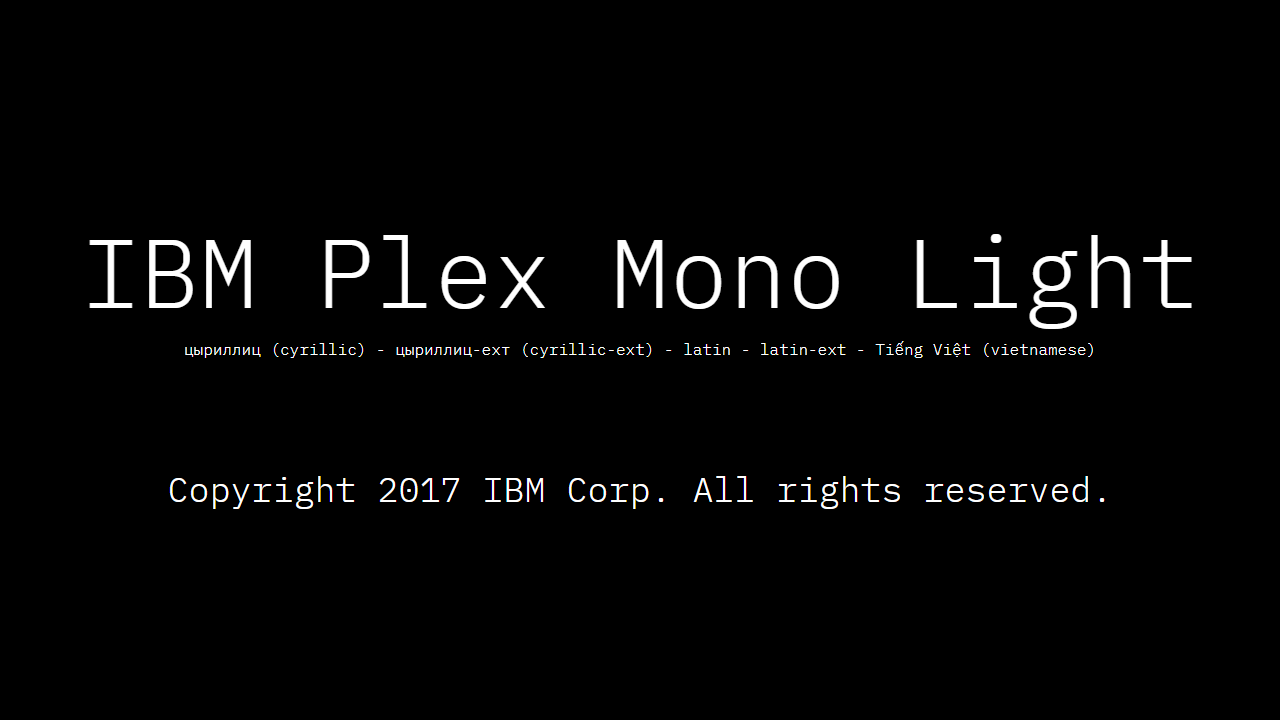 IBM Plex Mono Light
цыриллиц (cyrillic) - цыриллиц-ехт (cyrillic-ext) - latin - latin-ext - Tiếng Việt (vietnamese)
Copyright 2017 IBM Corp. All rights reserved.